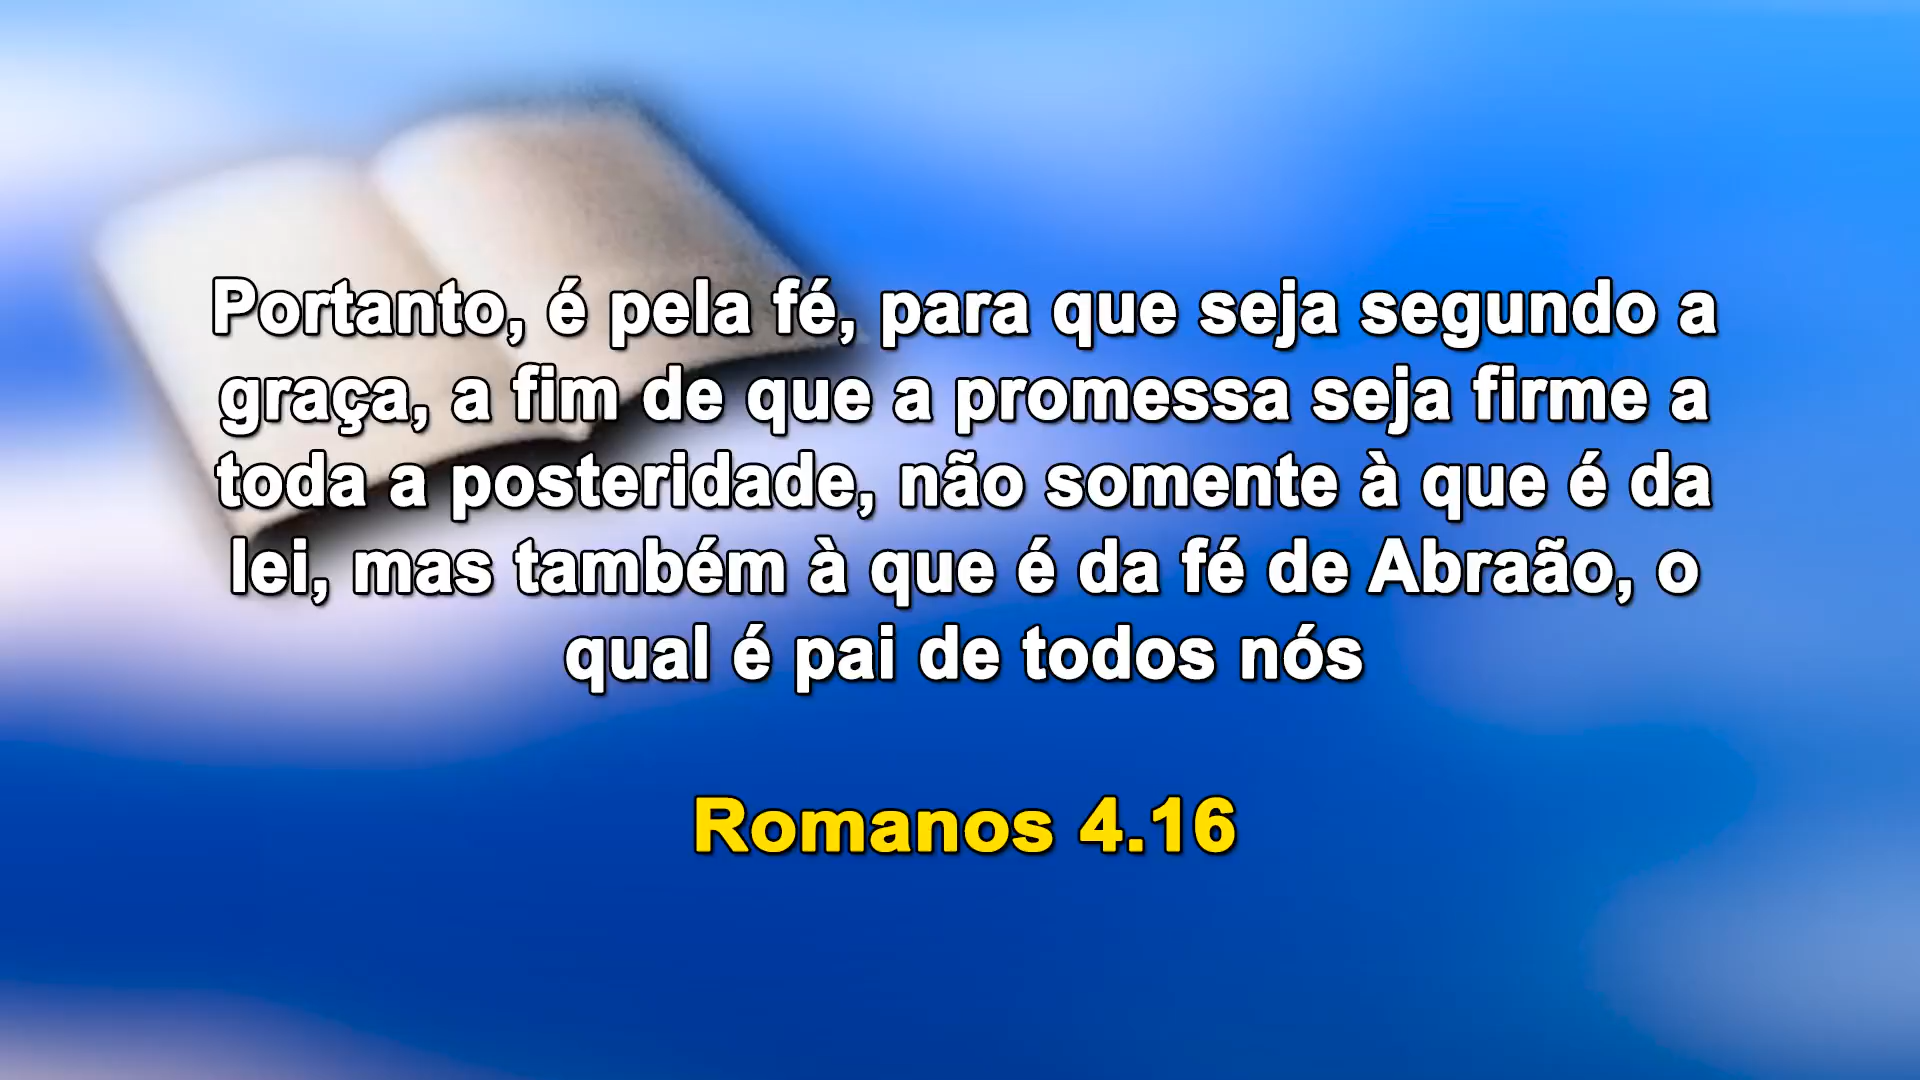 Portanto, é pela fé, para que seja segundo a
graça, a fim de que a promessa seja firme a
toda a posteridade, não somente à que é da
lei, mas também à que é da fé de Abraão, o
qual é pai de todos nós
Romanos 4.16